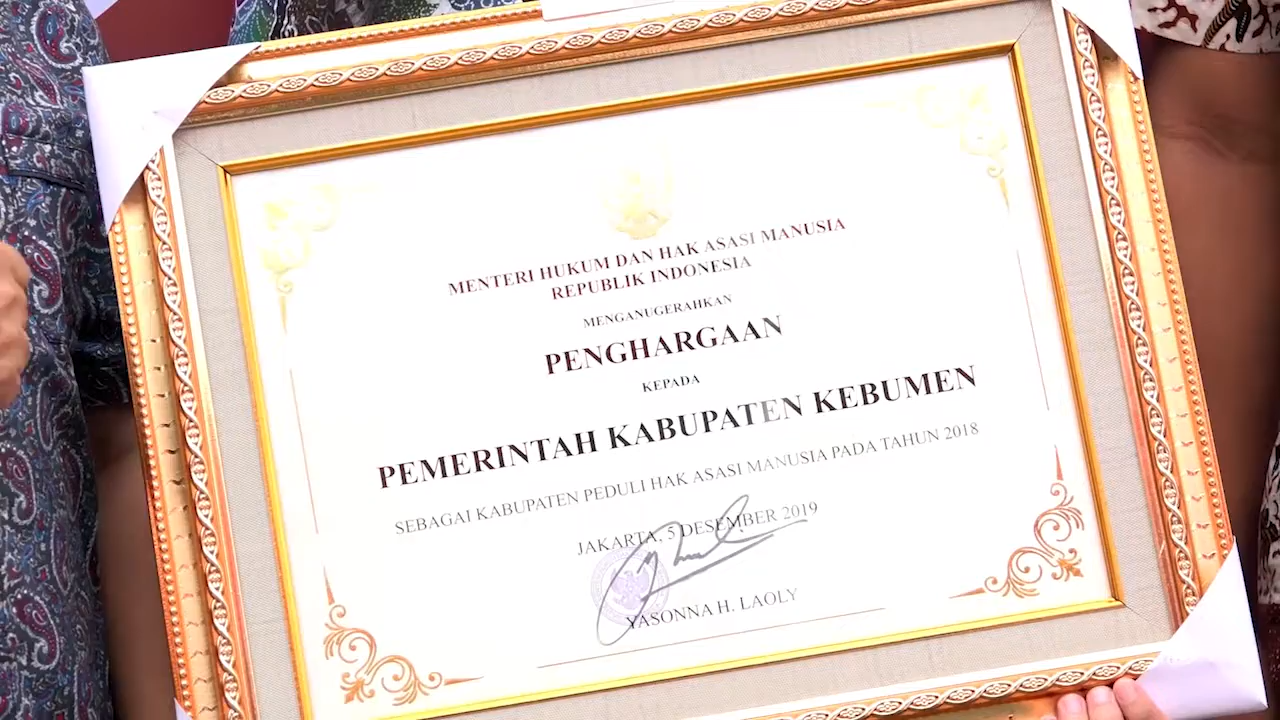 MENTERI HUKUM DAN HAK ASASI MANUSIA
REPUBLIK INDONESIA
MENGANUGERAHKAN
PENGHARGAAN
KEPADA
PEMERINTAH KABUPATEN KEBUMEN
SEBAGAI KABUPATEN PEDULI HAK ASASI MANUSIA PADA TAHUN 2018
JAKARTA, 5 DESEMBER 2019
YASONNA H. LAOLY